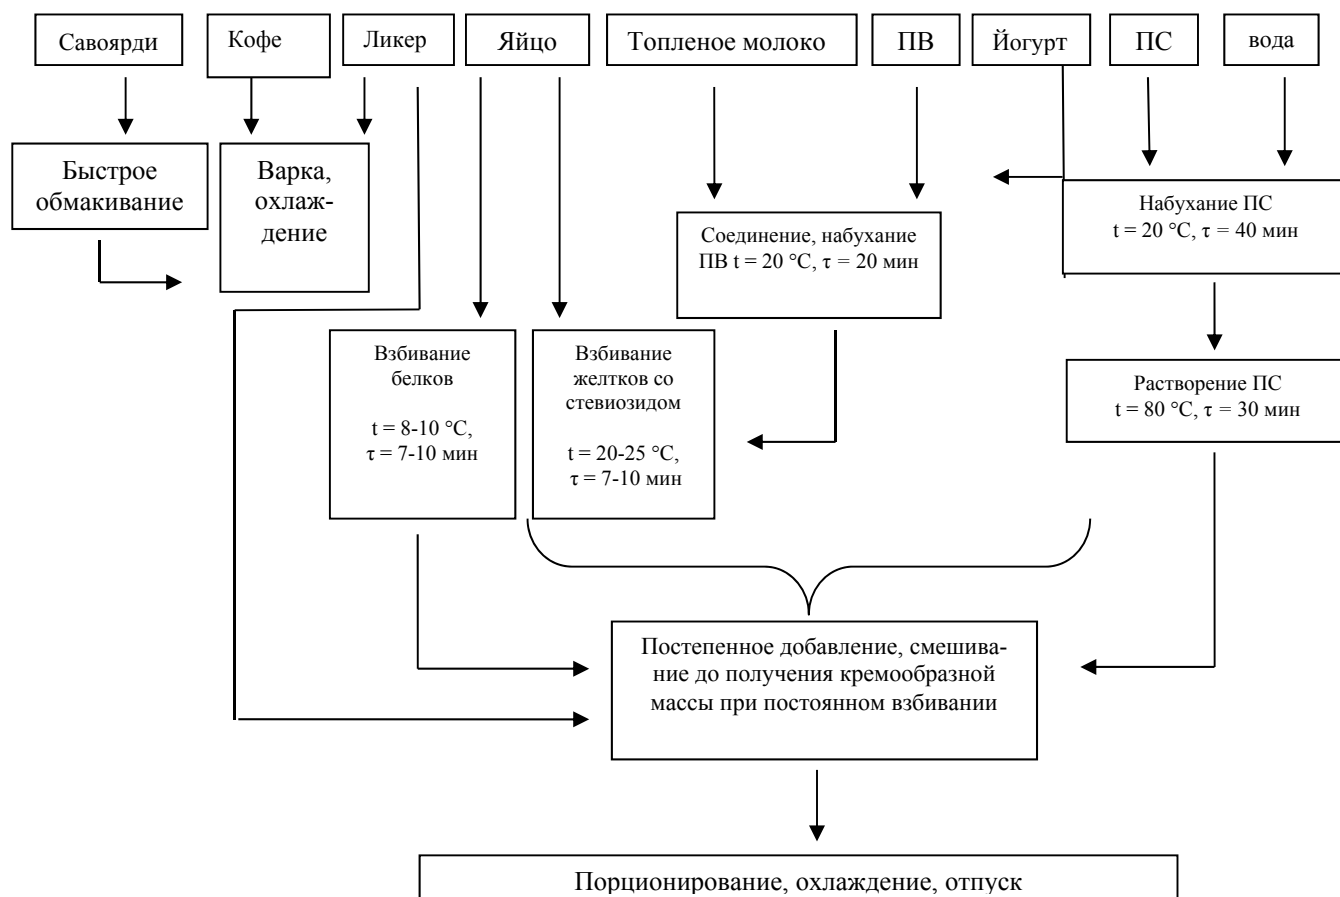 Савоярди
Кофе
Ликер
Яйцо
Топленое молоко
ПВ
Йогурт
ПС
вода
Быстрое
обмакивание
Варка,
охлаж-
дение
Соединение, набухание
ПВ t = 20 °С, τ = 20 мин
Набухание ПС
t = 20 °С, τ = 40 мин
Взбивание
белков
t = 8-10 °С,
τ = 7-10 мин
Взбивание
желтков со
стевиозидом
t = 20-25 °С,
τ = 7-10 мин
Растворение ПС
t = 80 °С, τ = 30 мин
Постепенное добавление, смешива-
ние до получения кремообразной
массы при постоянном взбивании
Порционирование, охлаждение, отпуск